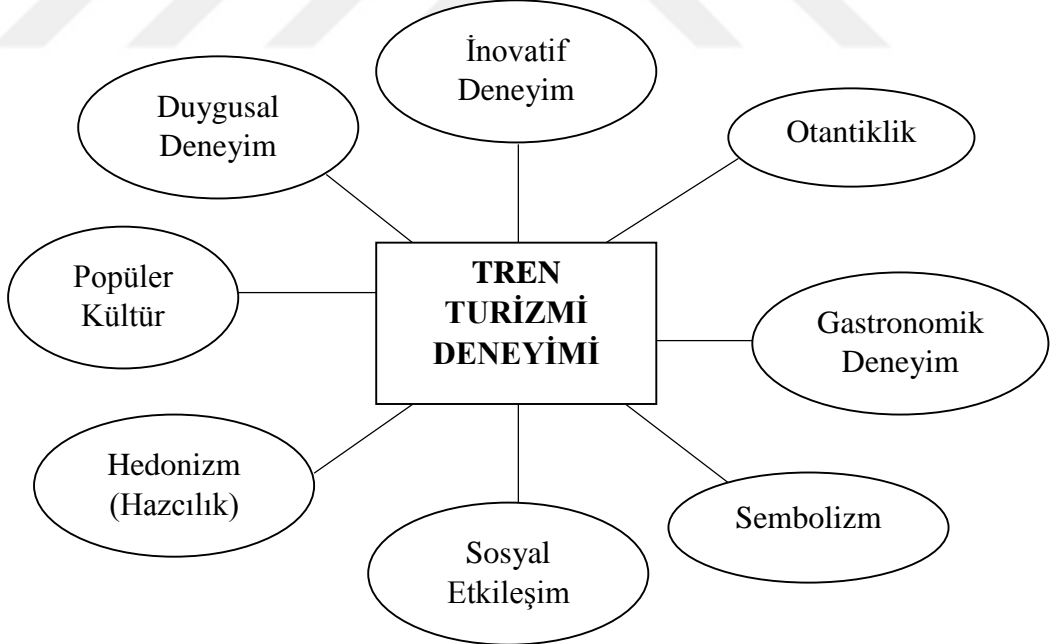 İnovatif
Deneyim
Duygusal
Deneyim
Otantiklik
Popüler
Kültür
TREN
TURİZMİ
DENEYİMİ
Gastronomik
Deneyim
Hedonizm
(Hazcılık)
Sembolizm
Sosyal
Etkileşim